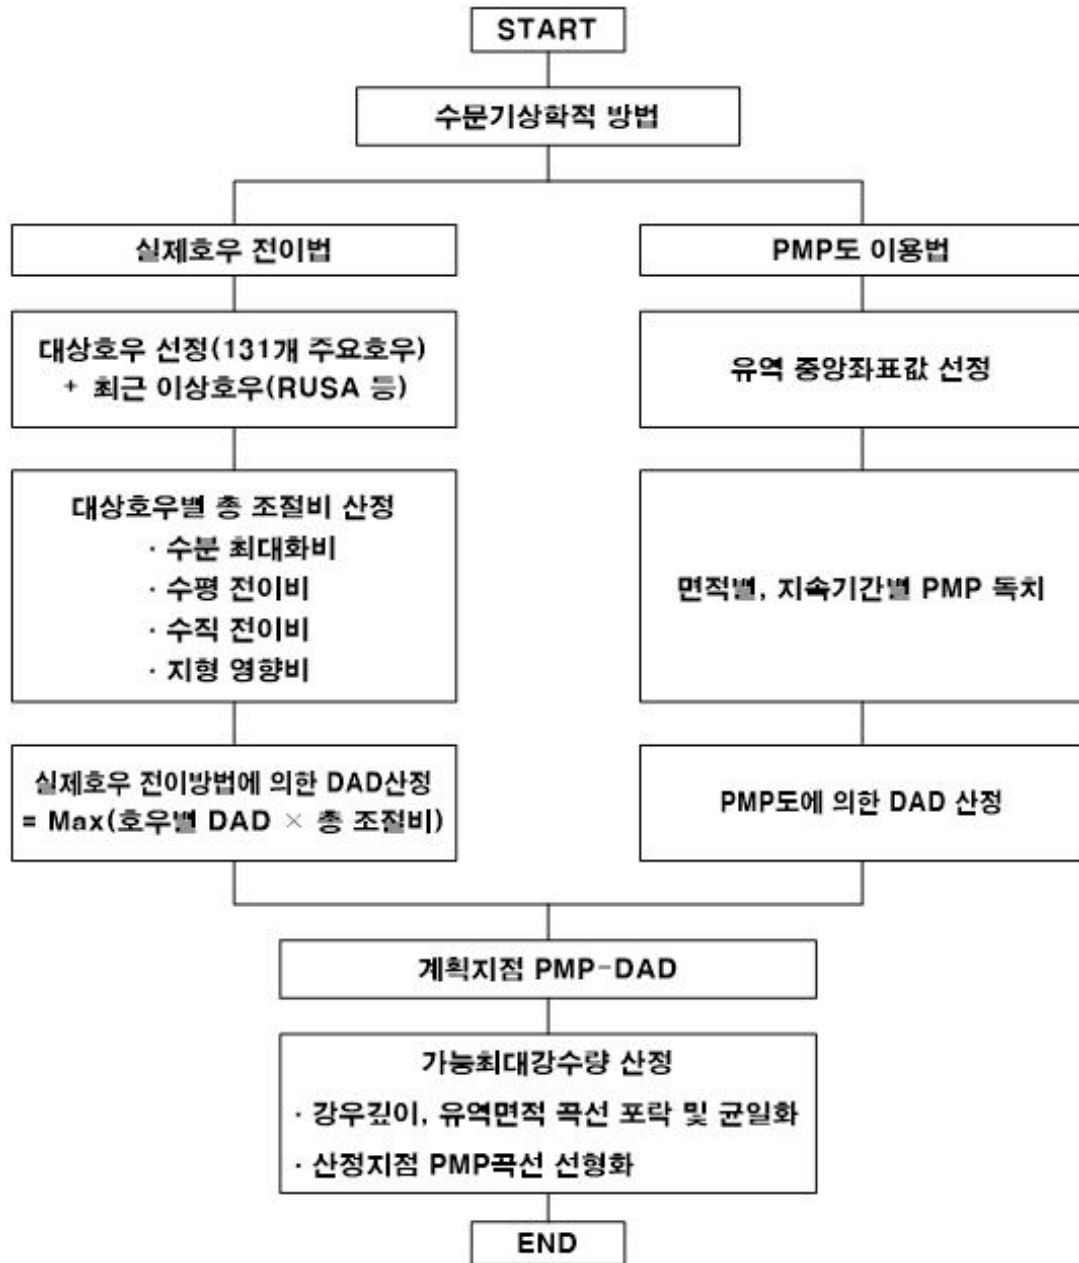 START
수문기상학적 방법
실제호우 전이법
대상호우 선정(131개 주요호우)
+ 최근 이상호우(RUSA 등)
대상호우별 총 조절비 산정
· 수분 최대화비
· 수평 전이비
· 수직 전이비
· 지형 영향비
실제호우 전이방법에 의한 DAD산정
= Max(호우별 DAD × 총 조절비)
PMP도 이용법
유역 중앙좌표값 선정
면적별, 지속기간별 PMP 독치
PMP도에 의한 DAD 산정
계획지점 PMP-DAD
가능최대강수량 산정
· 강우깊이, 유역면적 곡선 포락 및 균일화
· 산정지점 PMP곡선 선형화
END